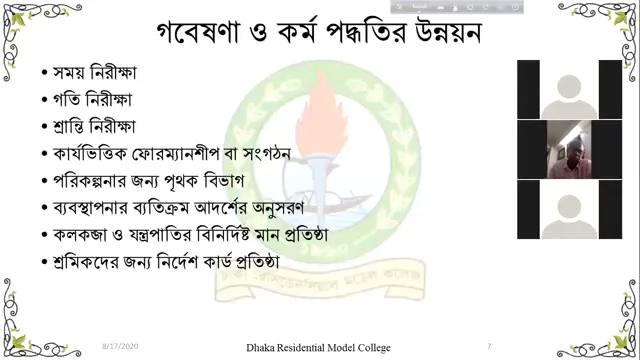 গবেষণা ও কর্ম পদ্ধতির উন্নয়ন
• সময় নিরীক্ষা
• গতি নিরীক্ষা
• শ্রান্তি নিরীক্ষা
• কার্যভিত্তিক ফোরম্যানশীপ বা সংগঠন
• পরিকল্পনার জন্য পৃথক বিভাগ
• ব্যবস্থাপনার ব্যতিক্রম আদর্শের অনুসরণ
• কলকব্জা ও যন্ত্রপাতির বিনির্দিষ্ট মান প্রতিষ্ঠা
• শ্রমিকদের জন্য নির্দেশ কার্ড প্রতিষ্ঠা
8/17/2020
Dhaka Residential Model College
7